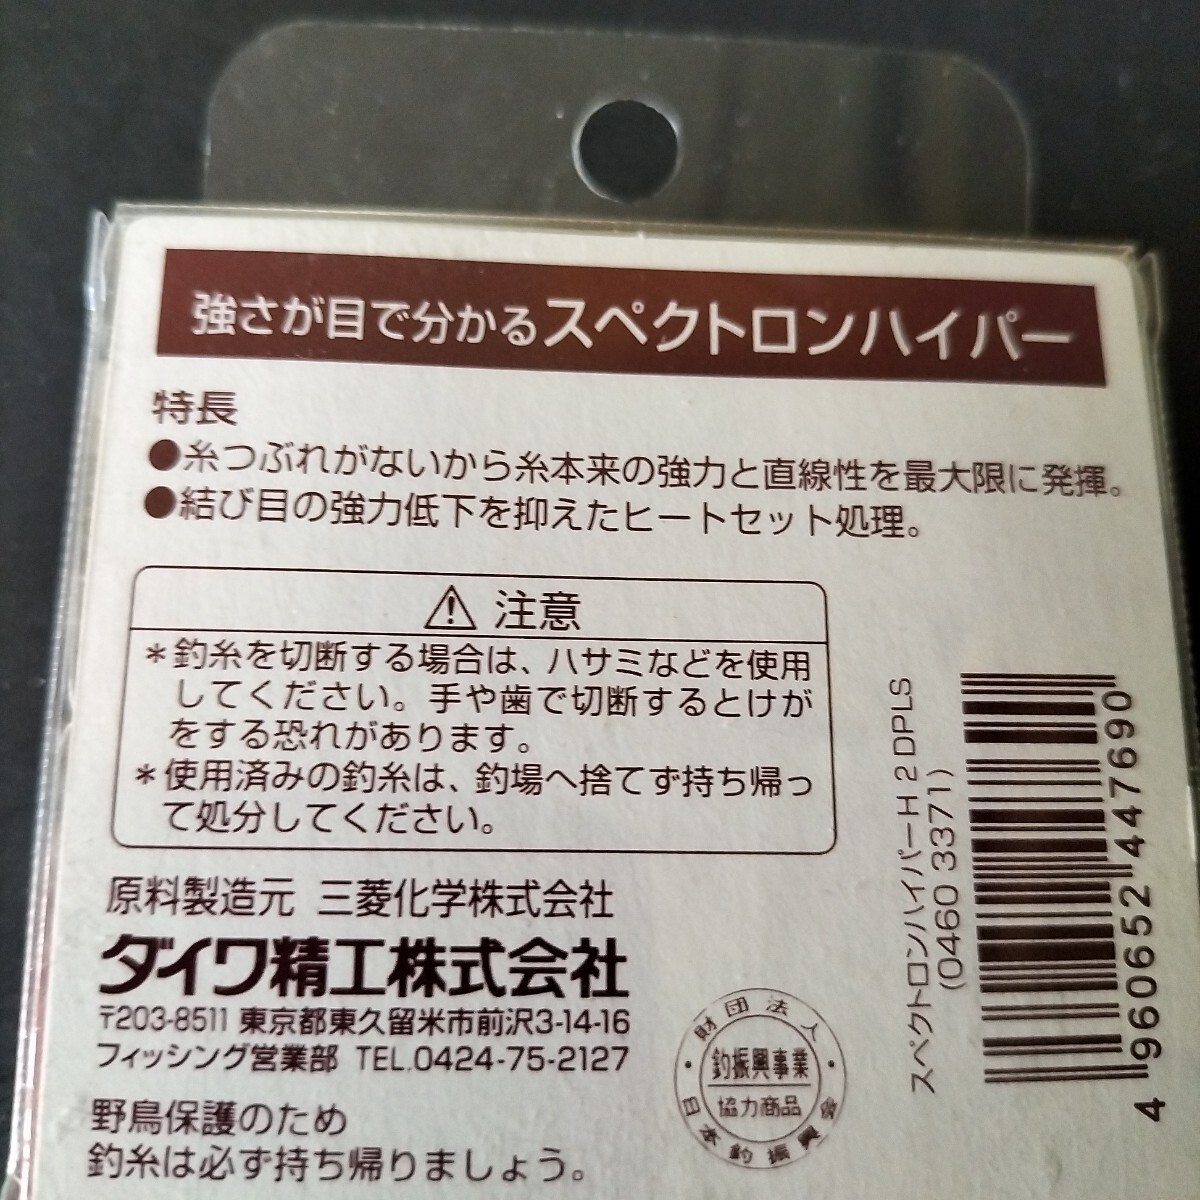 強さが目で分かるスペクトロンハイパー
特長
●糸つぶれがないから糸本来の強力と直線性を最大限に発揮。
●結び目の強力低下を抑えたヒートセット処理。
注意
＊釣糸を切断する場合は、ハサミなどを使用
してください。手や歯で切断するとけが
をする恐れがあります。
＊使用済みの釣糸は、釣場へ捨てず持ち帰っ
て処分してください。
原料製造元 三菱化学株式会社
ダイワ精工株式会社
〒203-8511 東京都東久留米市前沢3-14-16
フィッシング営業部 TEL.0424-75-2127
野鳥保護のため
釣糸は必ず持ち帰りましょう。
財団法人
釣振興事業
協力商品
日本釣振興会
スペクトロンハイパーH 2 DPLS
(0460 3371)
4 960652 447690